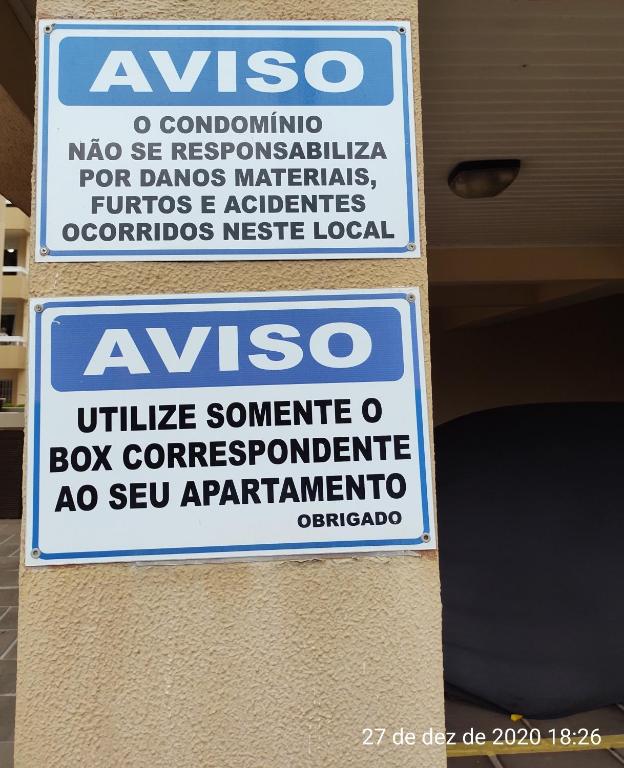 AVISO
O CONDOMÍNIO
NÃO SE RESPONSABILIZA
POR DANOS MATERIAIS,
FURTOS E ACIDENTES
OCORRIDOS NESTE LOCAL
AVISO
UTILIZE SOMENTE O
BOX CORRESPONDENTE
AO SEU APARTAMENTO
OBRIGADO
27 de dez de 2020 18:26